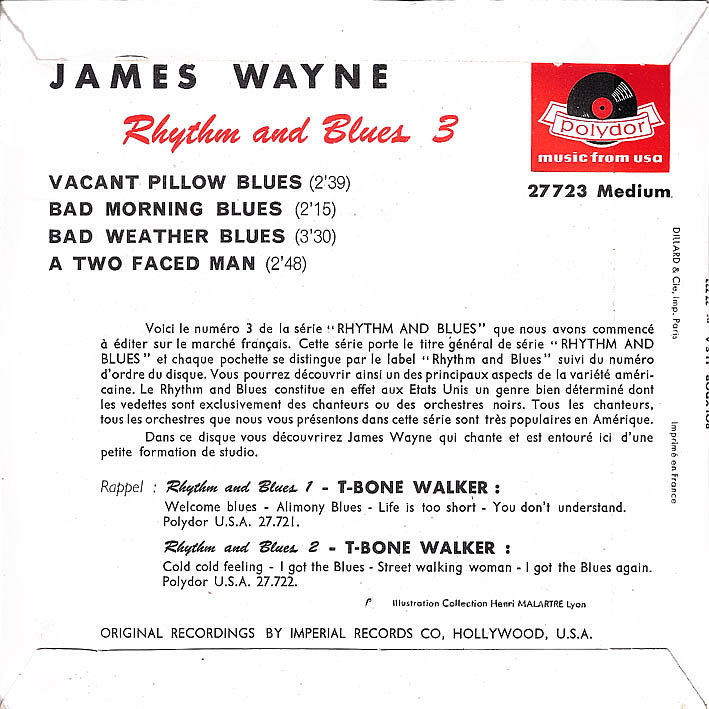 JAMES WAYNE
Rhythm and Blues 3
polydor
music from usa
27723 Medium
VACANT PILLOW BLUES (2'39)
BAD MORNING BLUES (2'15)
BAD WEATHER BLUES (3'30)
A TWO FACED MAN (2'48)
DILLARD & Cie, Imp. Paris
Voici le numéro 3 de la série “RHYTHM AND BLUES” que nous avons commencé
à éditer sur le marché français. Cette série porte le titre général de série “RHYTHM AND
BLUES” et chaque pochette se distingue par le label “Rhythm and Blues” suivi du numéro
d'ordre du disque. Vous pourrez découvrir ainsi un des principaux aspects de la variété améri-
caine. Le Rhythm and Blues constitue en effet aux Etats Unis un genre bien déterminé dont
les vedettes sont exclusivement des chanteurs ou des orchestres noirs. Tous les chanteurs,
tous les orchestres que nous vous présentons dans cette série sont très populaires en Amérique.
Dans ce disque vous découvrirez James Wayne qui chante et est entouré ici d'une
petite formation de studio.
Imprimé en France
Rappel : Rhythm and Blues 1 - T-BONE WALKER :
Welcome blues - Alimony Blues - Life is too short - You don't understand.
Polydor U.S.A. 27.721.
Rhythm and Blues 2 - T-BONE WALKER :
Cold cold feeling - I got the Blues - Street walking woman - I got the Blues again.
Polydor U.S.A. 27.722.
Illustration Collection Henri MALARTRE Lyon
ORIGINAL RECORDINGS BY IMPERIAL RECORDS CO, HOLLYWOOD, U.S.A.